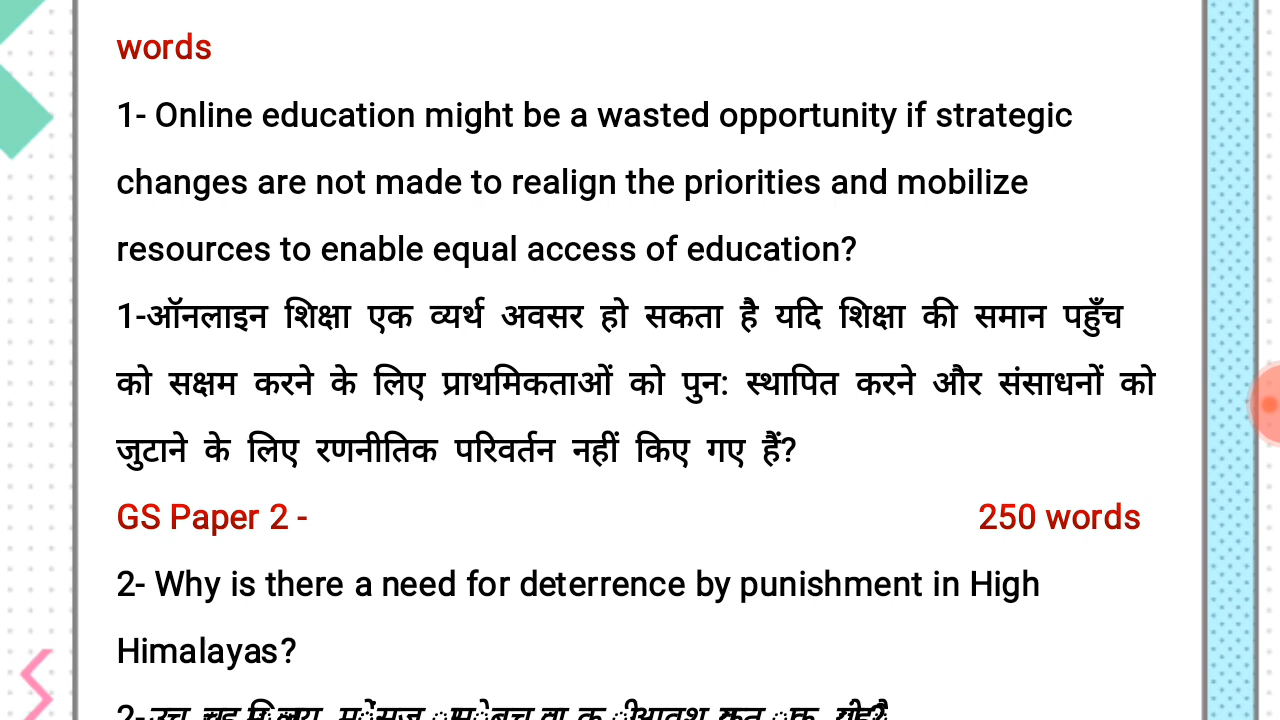 words
1- Online education might be a wasted opportunity if strategic
changes are not made to realign the priorities and mobilize
resources to enable equal access of education?
1-ऑनलाइन शिक्षा एक व्यर्थ अवसर हो सकता है यदि शिक्षा की समान पहुँच
को सक्षम करने के लिए प्राथमिकताओं को पुन: स्थापित करने और संसाधनों को
जुटाने के लिए रणनीतिक परिवर्तन नहीं किए गए हैं?
GS Paper 2 - 250 words
2- Why is there a need for deterrence by punishment in High
Himalayas?
2-